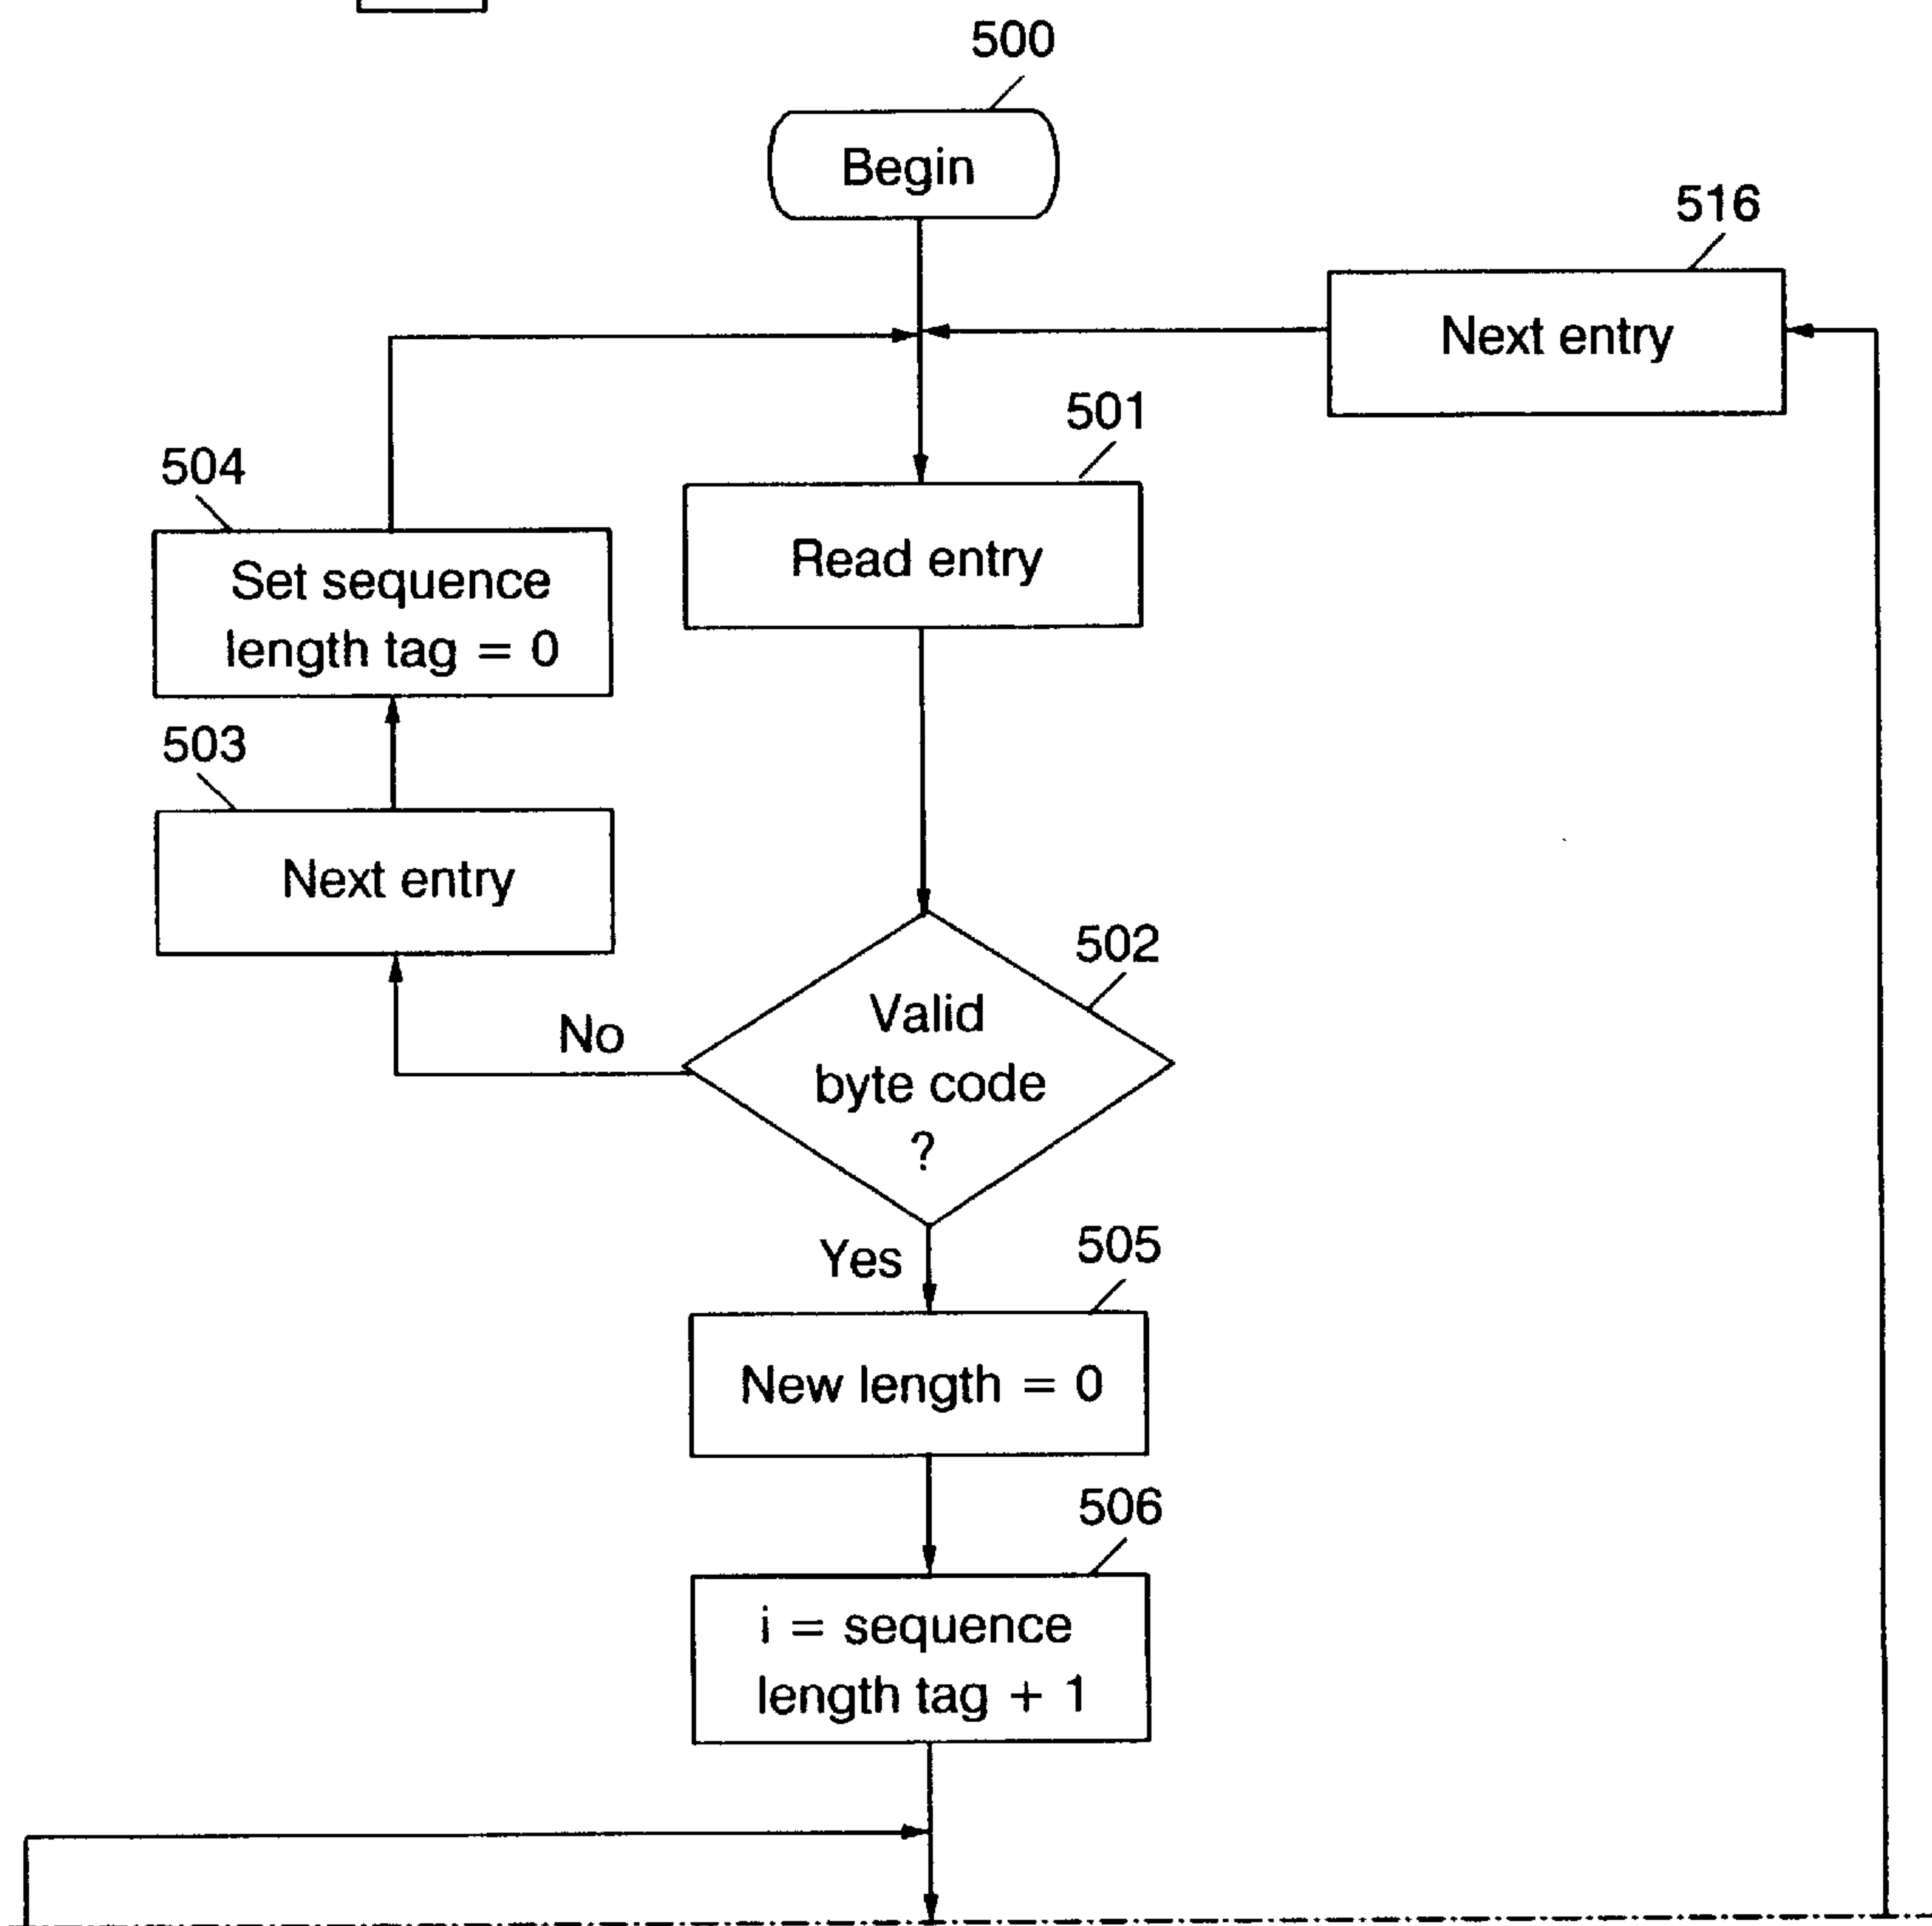 500
Begin
516
Next entry
501
Read entry
504
Set sequence
length tag = 0
503
Next entry
502
Valid
byte code
?
No
Yes
505
New length = 0
506
i = sequence
length tag + 1